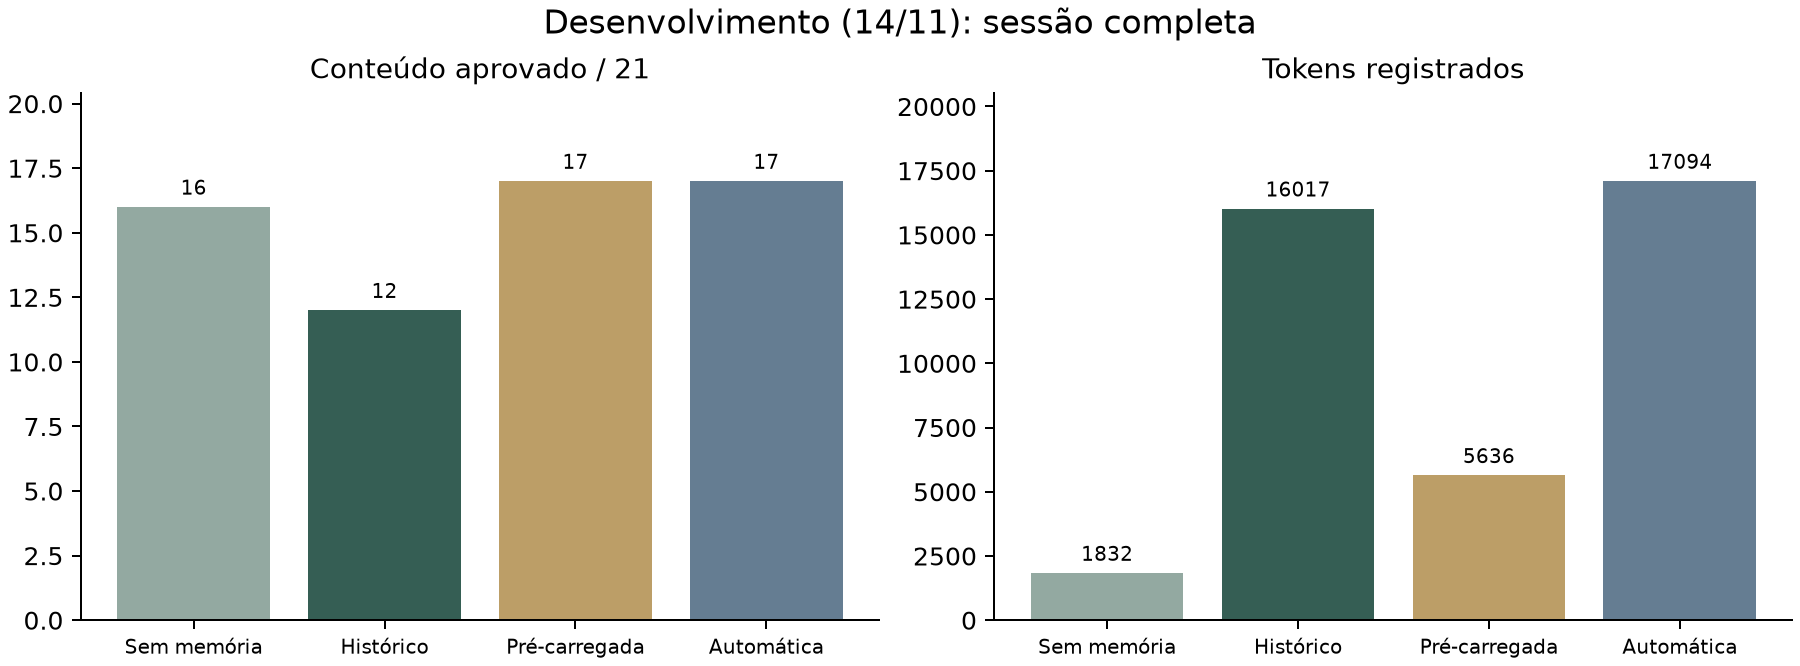 Desenvolvimento (14/11): sessão completa
Conteúdo aprovado / 21
20.0
17.5
15.0
12.5
10.0
7.5
5.0
2.5
0.0
16
12
17
17
Sem memória
Histórico
Pré-carregada
Automática
Tokens registrados
20000
17500
15000
12500
10000
7500
5000
2500
0
1832
16017
5636
17094
Sem memória
Histórico
Pré-carregada
Automática